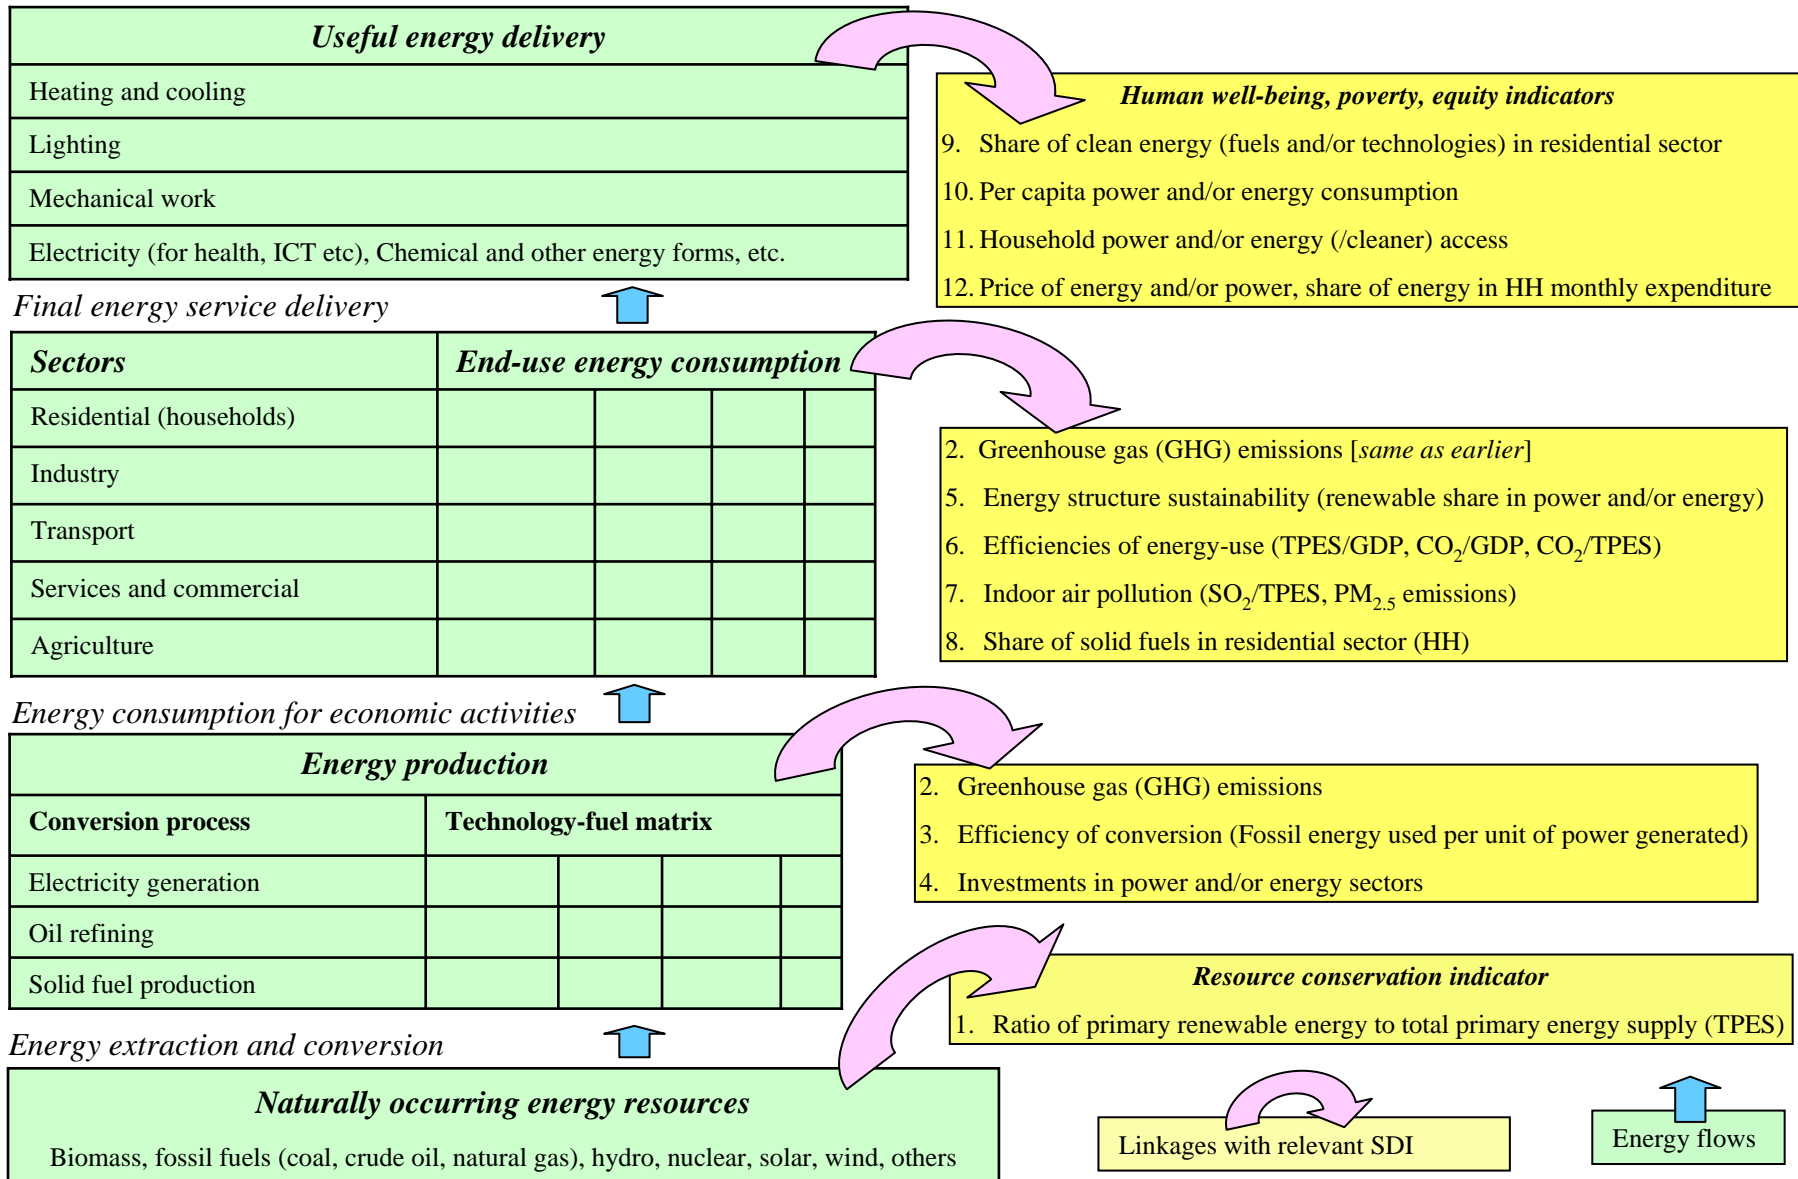 Useful energy delivery
Heating and cooling
Lighting
Mechanical work
Electricity (for health, ICT etc), Chemical and other energy forms, etc.
Human well-being, poverty, equity indicators
9. Share of clean energy (fuels and/or technologies) in residential sector
10. Per capita power and/or energy consumption
11. Household power and/or energy (/cleaner) access
12. Price of energy and/or power, share of energy in HH monthly expenditure
Final energy service delivery
Sectors End-use energy consumption
Residential (households)
Industry
Transport
Services and commercial
Agriculture
2. Greenhouse gas (GHG) emissions [same as earlier]
5. Energy structure sustainability (renewable share in power and/or energy)
6. Efficiencies of energy-use (TPES/GDP, CO2/GDP, CO2/TPES)
7. Indoor air pollution (SO2/TPES, PM2.5 emissions)
8. Share of solid fuels in residential sector (HH)
Energy consumption for economic activities
Energy production
Conversion process Technology-fuel matrix
Electricity generation
Oil refining
Solid fuel production
2. Greenhouse gas (GHG) emissions
3. Efficiency of conversion (Fossil energy used per unit of power generated)
4. Investments in power and/or energy sectors
Energy extraction and conversion
Resource conservation indicator
1. Ratio of primary renewable energy to total primary energy supply (TPES)
Naturally occurring energy resources
Biomass, fossil fuels (coal, crude oil, natural gas), hydro, nuclear, solar, wind, others
Linkages with relevant SDI
Energy flows